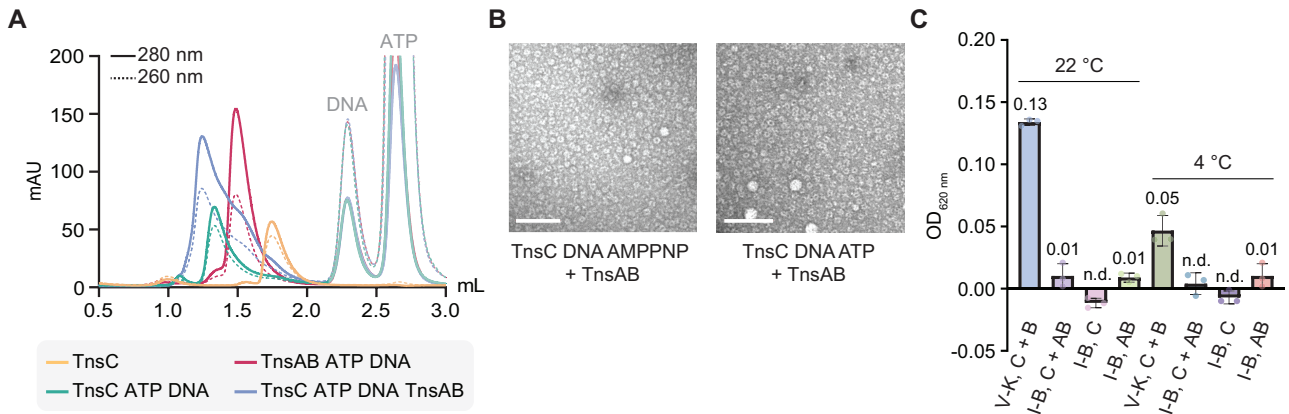 A
200
150
100
50
0
mAU
280 nm
260 nm
DNA
ATP
0.5
1.0
1.5
2.0
2.5
3.0
mL
TnsC
TnsAB ATP DNA
TnsC ATP DNA
TnsC ATP DNA TnsAB
B
TnsC DNA AMPPNP
+ TnsAB
TnsC DNA ATP
+ TnsAB
C
0.20
0.15
0.10
0.05
0.00
-0.05
OD620 nm
22 °C
4 °C
0.13
0.01
n.d.
0.01
0.05
n.d.
n.d.
0.01
V-K, C + B
I-B, C + AB
I-B, C
I-B, AB
V-K, C + B
I-B, C + AB
I-B, C
I-B, AB